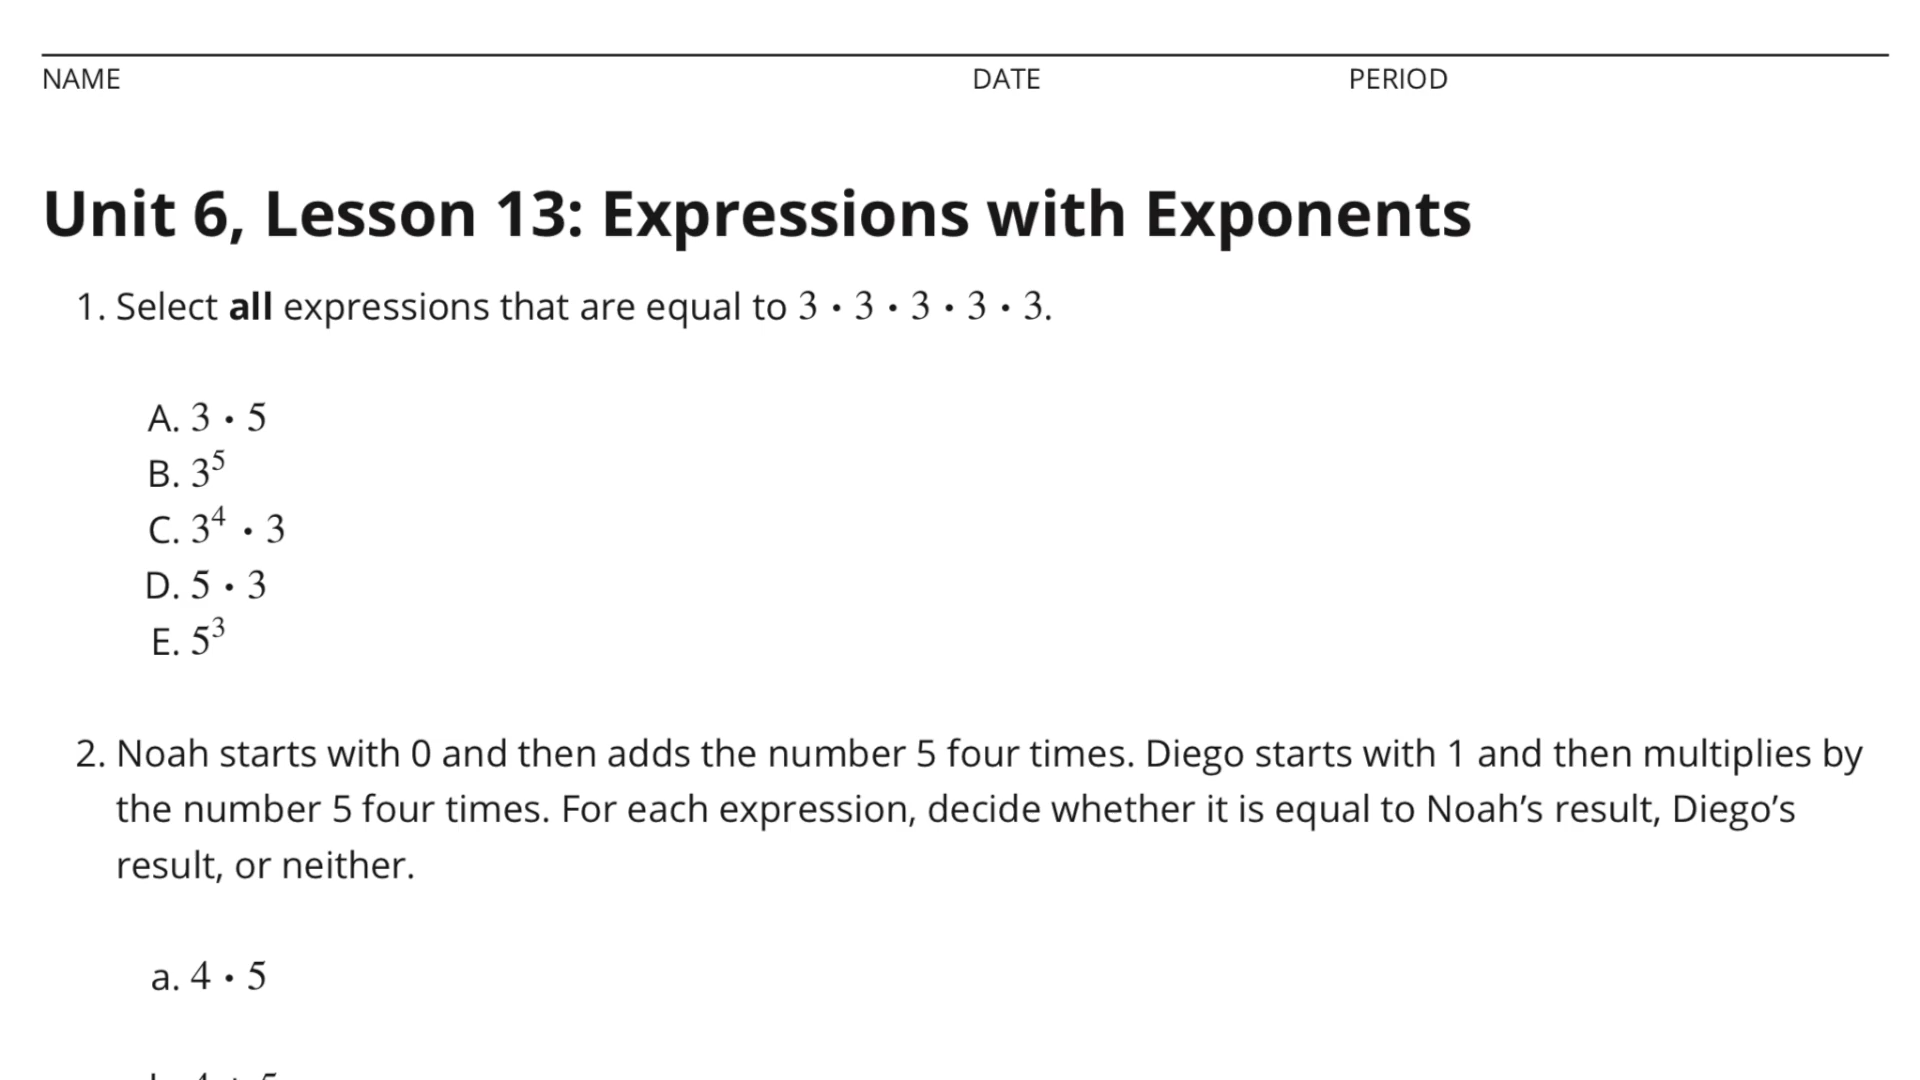 NAME DATE PERIOD
Unit 6, Lesson 13: Expressions with Exponents
1. Select all expressions that are equal to 3 · 3 · 3 · 3 · 3.
A. 3 · 5
B. 3⁵
C. 3⁴ · 3
D. 5 · 3
E. 5³
2. Noah starts with 0 and then adds the number 5 four times. Diego starts with 1 and then multiplies by
the number 5 four times. For each expression, decide whether it is equal to Noah’s result, Diego’s
result, or neither.
a. 4 · 5